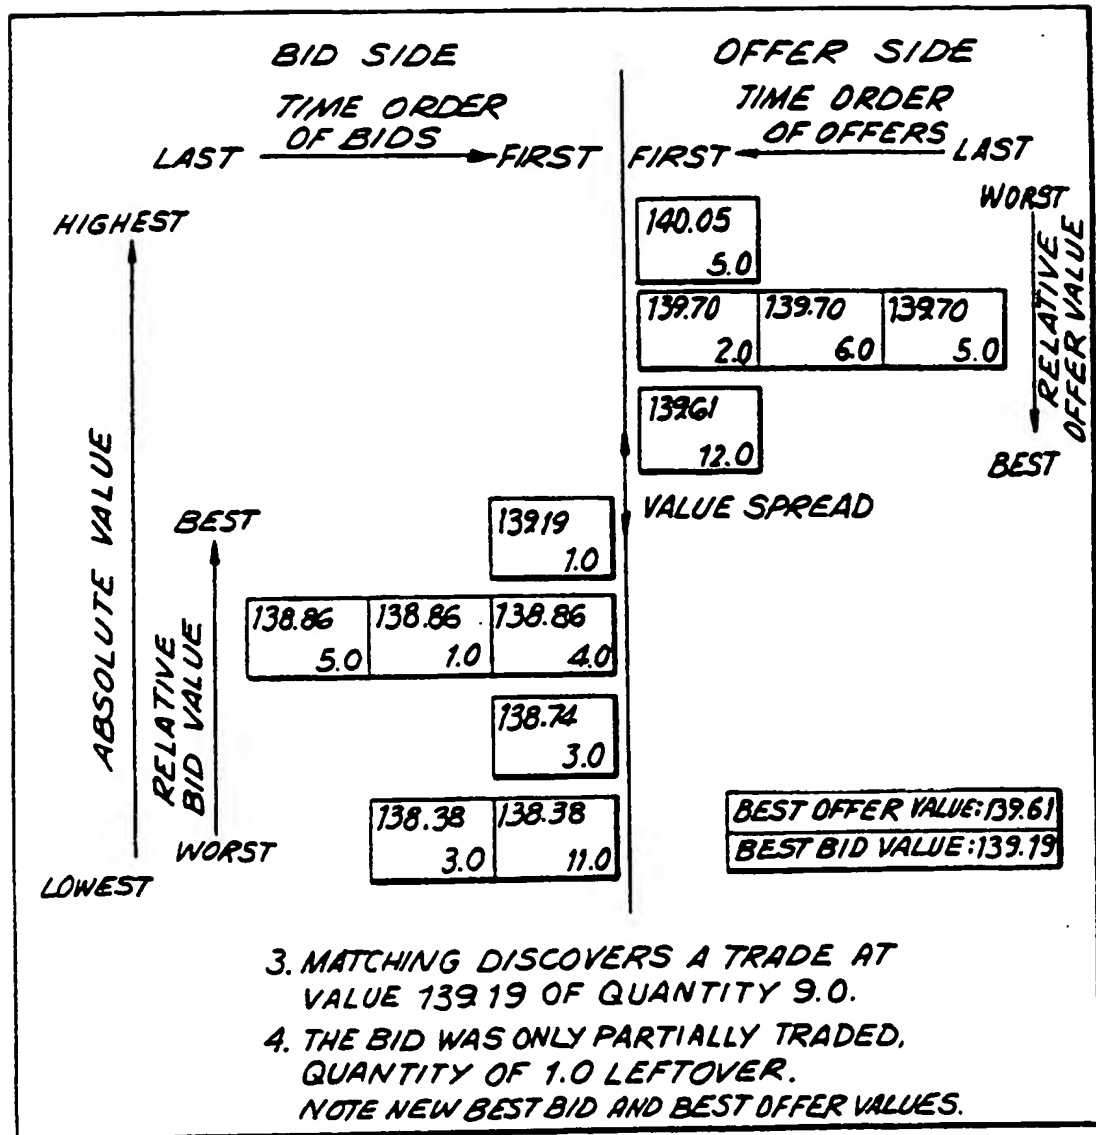 BID SIDE
OFFER SIDE
TIME ORDER
OF BIDS
TIME ORDER
OF OFFERS
LAST
FIRST
FIRST
LAST
HIGHEST
ABSOLUTE VALUE
LOWEST
WORST
RELATIVE
OFFER VALUE
BEST
140.05
5.0
139.70 139.70 139.70
2.0 6.0 5.0
139.61
12.0
VALUE SPREAD
BEST
RELATIVE
BID VALUE
WORST
139.19
1.0
138.86 138.86 138.86
5.0 1.0 4.0
138.74
3.0
138.38 138.38
3.0 11.0
BEST OFFER VALUE:139.61
BEST BID VALUE:139.19
3. MATCHING DISCOVERS A TRADE AT
VALUE 139.19 OF QUANTITY 9.0.
4. THE BID WAS ONLY PARTIALLY TRADED,
QUANTITY OF 1.0 LEFTOVER.
NOTE NEW BEST BID AND BEST OFFER VALUES.